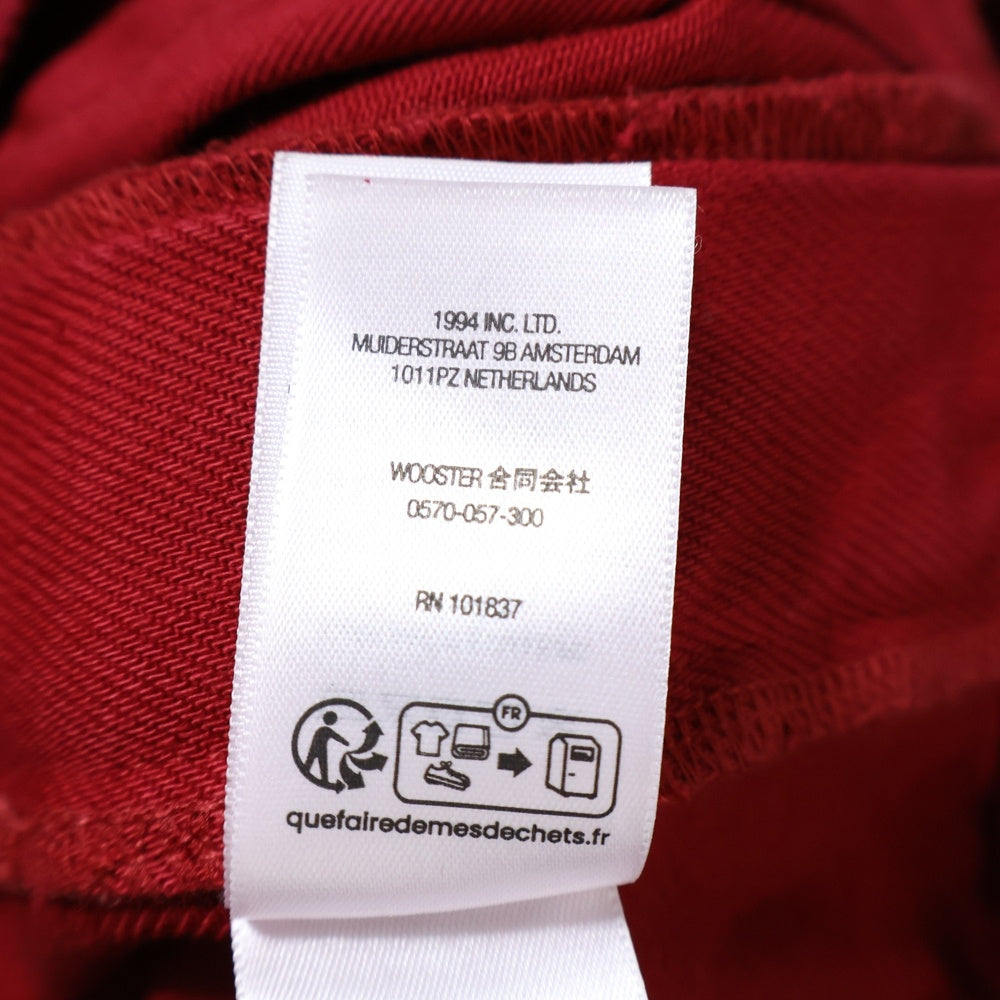 1994 INC. LTD.
MUIDERSTRAAT 9B AMSTERDAM
1011PZ NETHERLANDS
WOOSTER 合同会社
0570-057-300
RN 101837
FR
quefairedemesdechets.fr